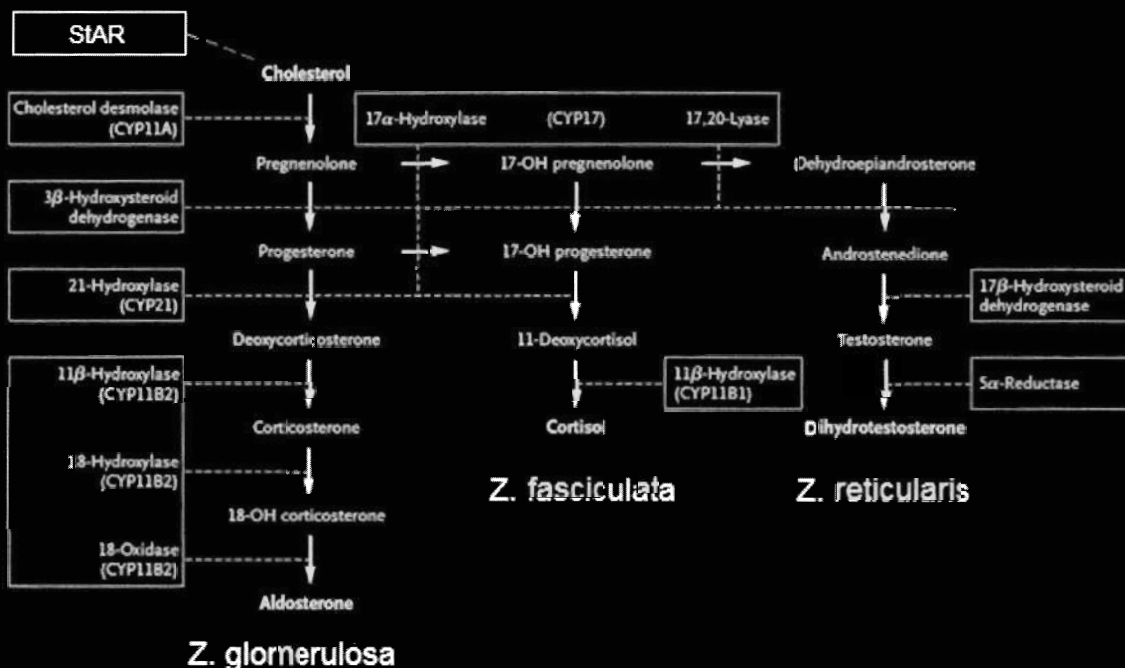 StAR
Cholesterol
Cholesterol desmolase
(CYP11A)
17α-Hydroxylase (CYP17) 17,20-Lyase
Pregnenolone 17-OH pregnenolone Dehydroepiandrosterone
3β-Hydroxysteroid
dehydrogenase
Progesterone 17-OH progesterone Androstenedione
21-Hydroxylase
(CYP21)
17β-Hydroxysteroid
dehydrogenase
Deoxycorticosterone 11-Deoxycortisol Testosterone
11β-Hydroxylase
(CYP11B2)
11β-Hydroxylase
(CYP11B1)
5α-Reductase
Corticosterone Cortisol Dihydrotestosterone
18-Hydroxylase
(CYP11B2)
Z. fasciculata Z. reticularis
18-OH corticosterone
18-Oxidase
(CYP11B2)
Aldosterone
Z. glomerulosa